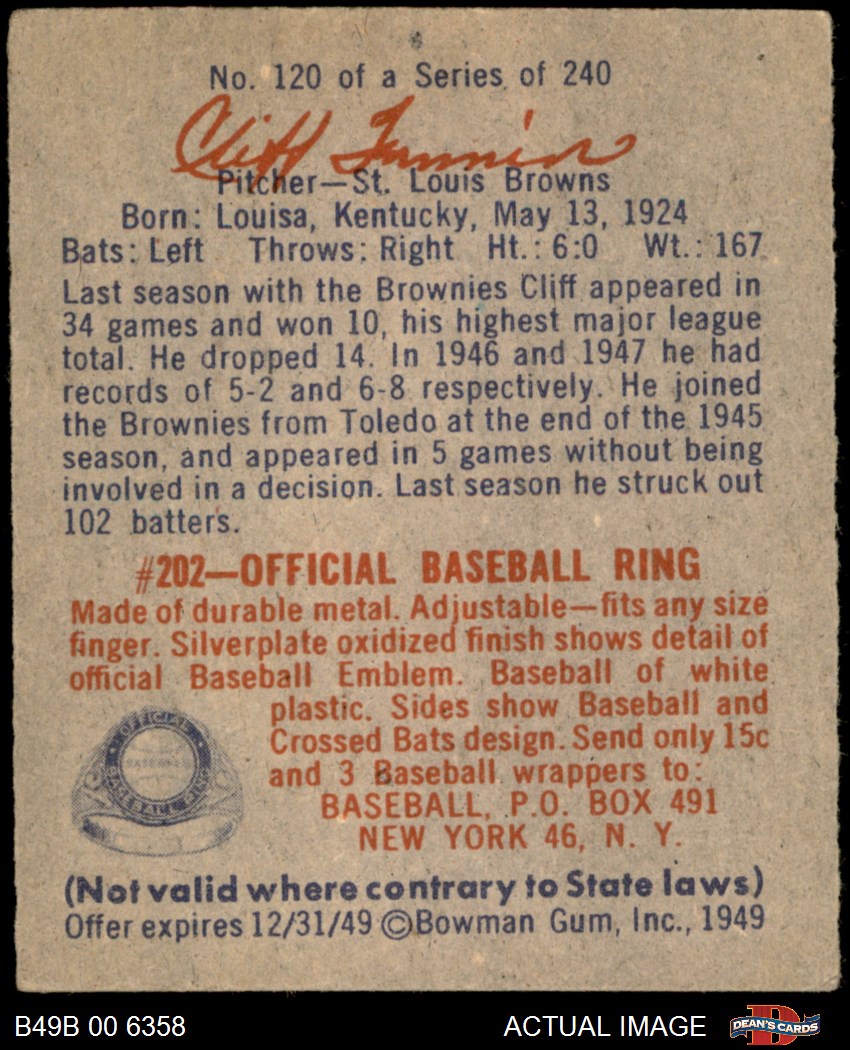 No. 120 of a Series of 240
Cliff Fannin
Pitcher—St. Louis Browns
Born: Louisa, Kentucky, May 13, 1924
Bats: Left Throws: Right Ht.: 6:0 Wt.: 167
Last season with the Brownies Cliff appeared in
34 games and won 10, his highest major league
total. He dropped 14. In 1946 and 1947 he had
records of 5-2 and 6-8 respectively. He joined
the Brownies from Toledo at the end of the 1945
season, and appeared in 5 games without being
involved in a decision. Last season he struck out
102 batters.
#202—OFFICIAL BASEBALL RING
Made of durable metal. Adjustable—fits any size
finger. Silverplate oxidized finish shows detail of
official Baseball Emblem. Baseball of white
plastic. Sides show Baseball and
Crossed Bats design. Send only 15c
and 3 Baseball wrappers to:
BASEBALL, P.O. BOX 491
NEW YORK 46, N. Y.
OFFICIAL
BASEBALL RING
(Not valid where contrary to State laws)
Offer expires 12/31/49 ©Bowman Gum, Inc., 1949
B49B 00 6358
ACTUAL IMAGE
DEAN'S CARDS